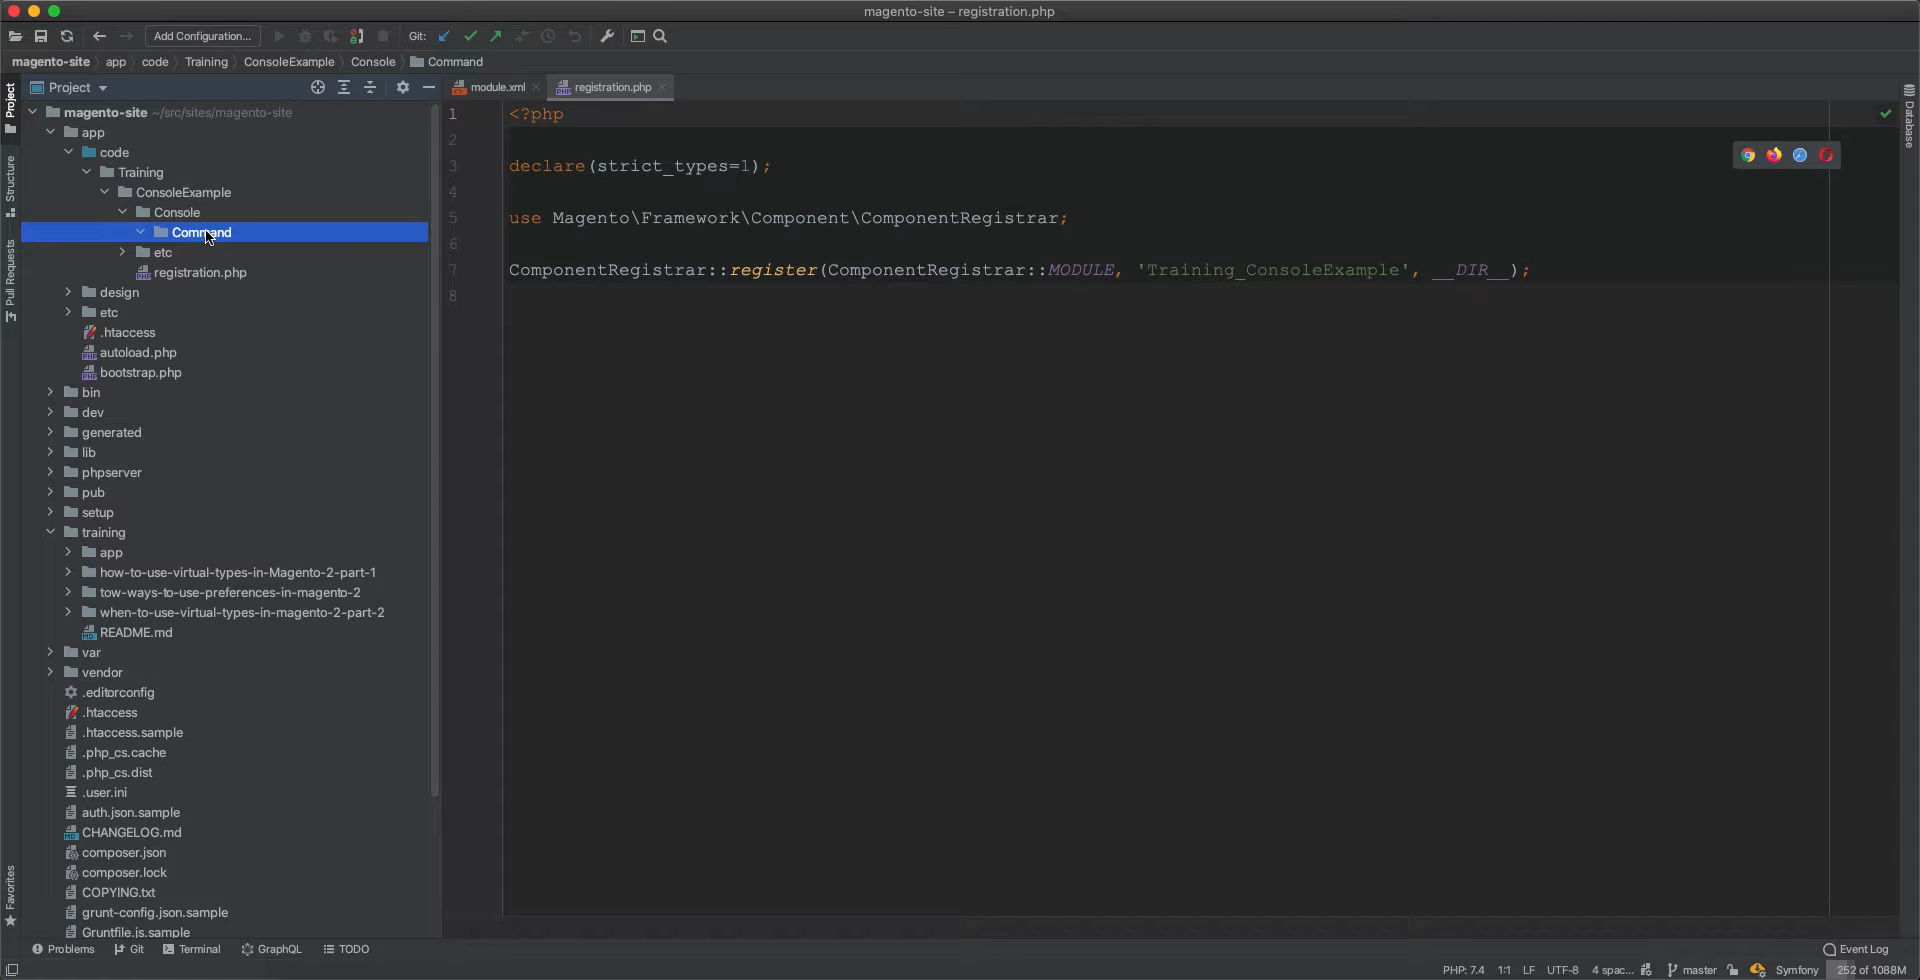 magento-site – registration.php
Add Configuration...
Git:
magento-site
app
code
Training
ConsoleExample
Console
Command
Project
module.xml
registration.php
Project
Structure
Pull Requests
Favorites
Database
magento-site ~/src/sites/magento-site
app
code
Training
ConsoleExample
Console
Command
etc
registration.php
design
etc
.htaccess
autoload.php
bootstrap.php
bin
dev
generated
lib
phpserver
pub
setup
training
app
how-to-use-virtual-types-in-Magento-2-part-1
tow-ways-to-use-preferences-in-magento-2
when-to-use-virtual-types-in-magento-2-part-2
README.md
var
vendor
.editorconfig
.htaccess
.htaccess.sample
.php_cs.cache
.php_cs.dist
.user.ini
auth.json.sample
CHANGELOG.md
composer.json
composer.lock
COPYING.txt
grunt-config.json.sample
Gruntfile.js.sample
1 <?php
2
3 declare(strict_types=1);
4
5 use Magento\Framework\Component\ComponentRegistrar;
6
7 ComponentRegistrar::register(ComponentRegistrar::MODULE, 'Training_ConsoleExample', __DIR__);
8
Problems
Git
Terminal
GraphQL
TODO
Event Log
PHP: 7.4
1:1
LF
UTF-8
4 spac...
master
Symfony
252 of 1088M